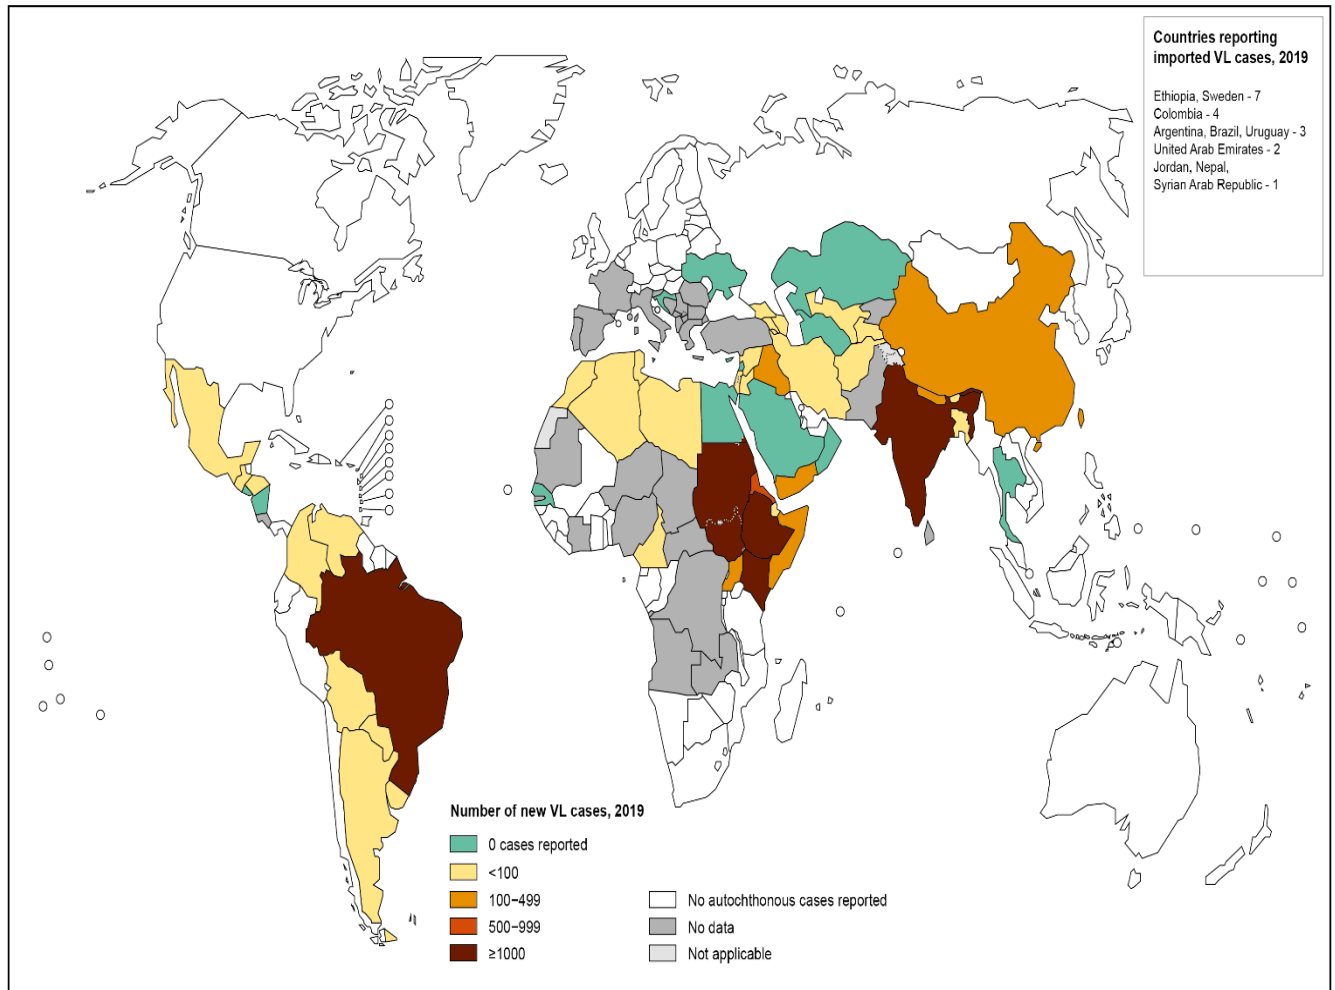 Countries reporting
imported VL cases, 2019
Ethiopia, Sweden - 7
Colombia - 4
Argentina, Brazil, Uruguay - 3
United Arab Emirates - 2
Jordan, Nepal,
Syrian Arab Republic - 1
Number of new VL cases, 2019
0 cases reported
<100
100–499
500–999
≥1000
No autochthonous cases reported
No data
Not applicable